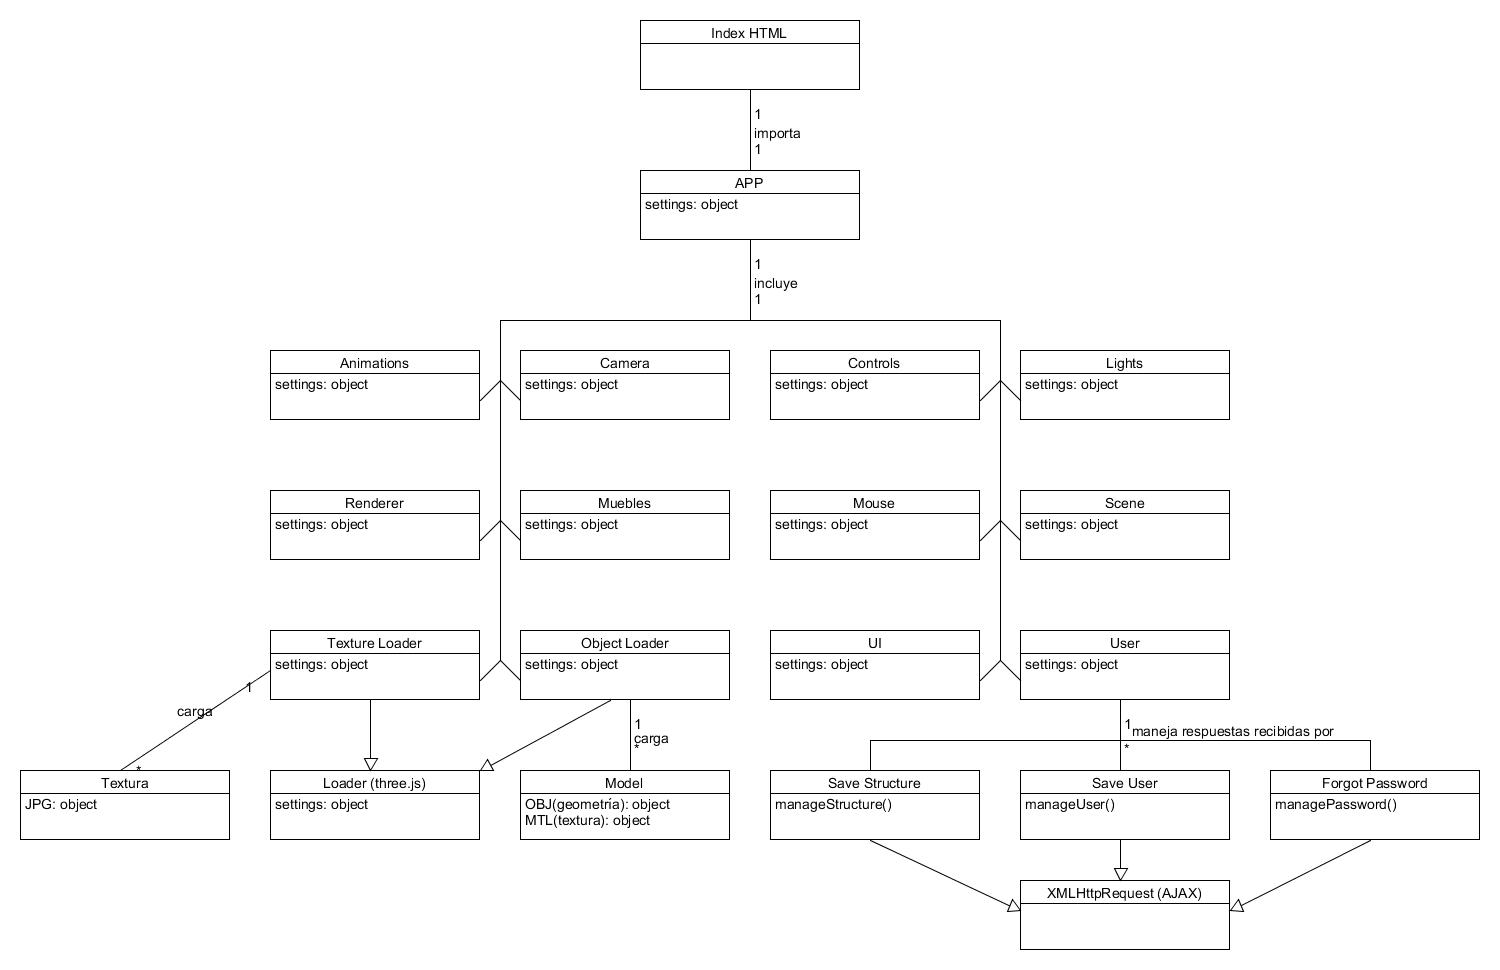 Index HTML
1
importa
1
APP
settings: object
1
incluye
1
Animations
settings: object
Camera
settings: object
Controls
settings: object
Lights
settings: object
Renderer
settings: object
Muebles
settings: object
Mouse
settings: object
Scene
settings: object
Texture Loader
settings: object
Object Loader
settings: object
UI
settings: object
User
settings: object
1
carga
*
1
carga
*
1
maneja respuestas recibidas por
*
Textura
JPG: object
Loader (three.js)
settings: object
Model
OBJ(geometría): object
MTL(textura): object
Save Structure
manageStructure()
Save User
manageUser()
Forgot Password
managePassword()
XMLHttpRequest (AJAX)